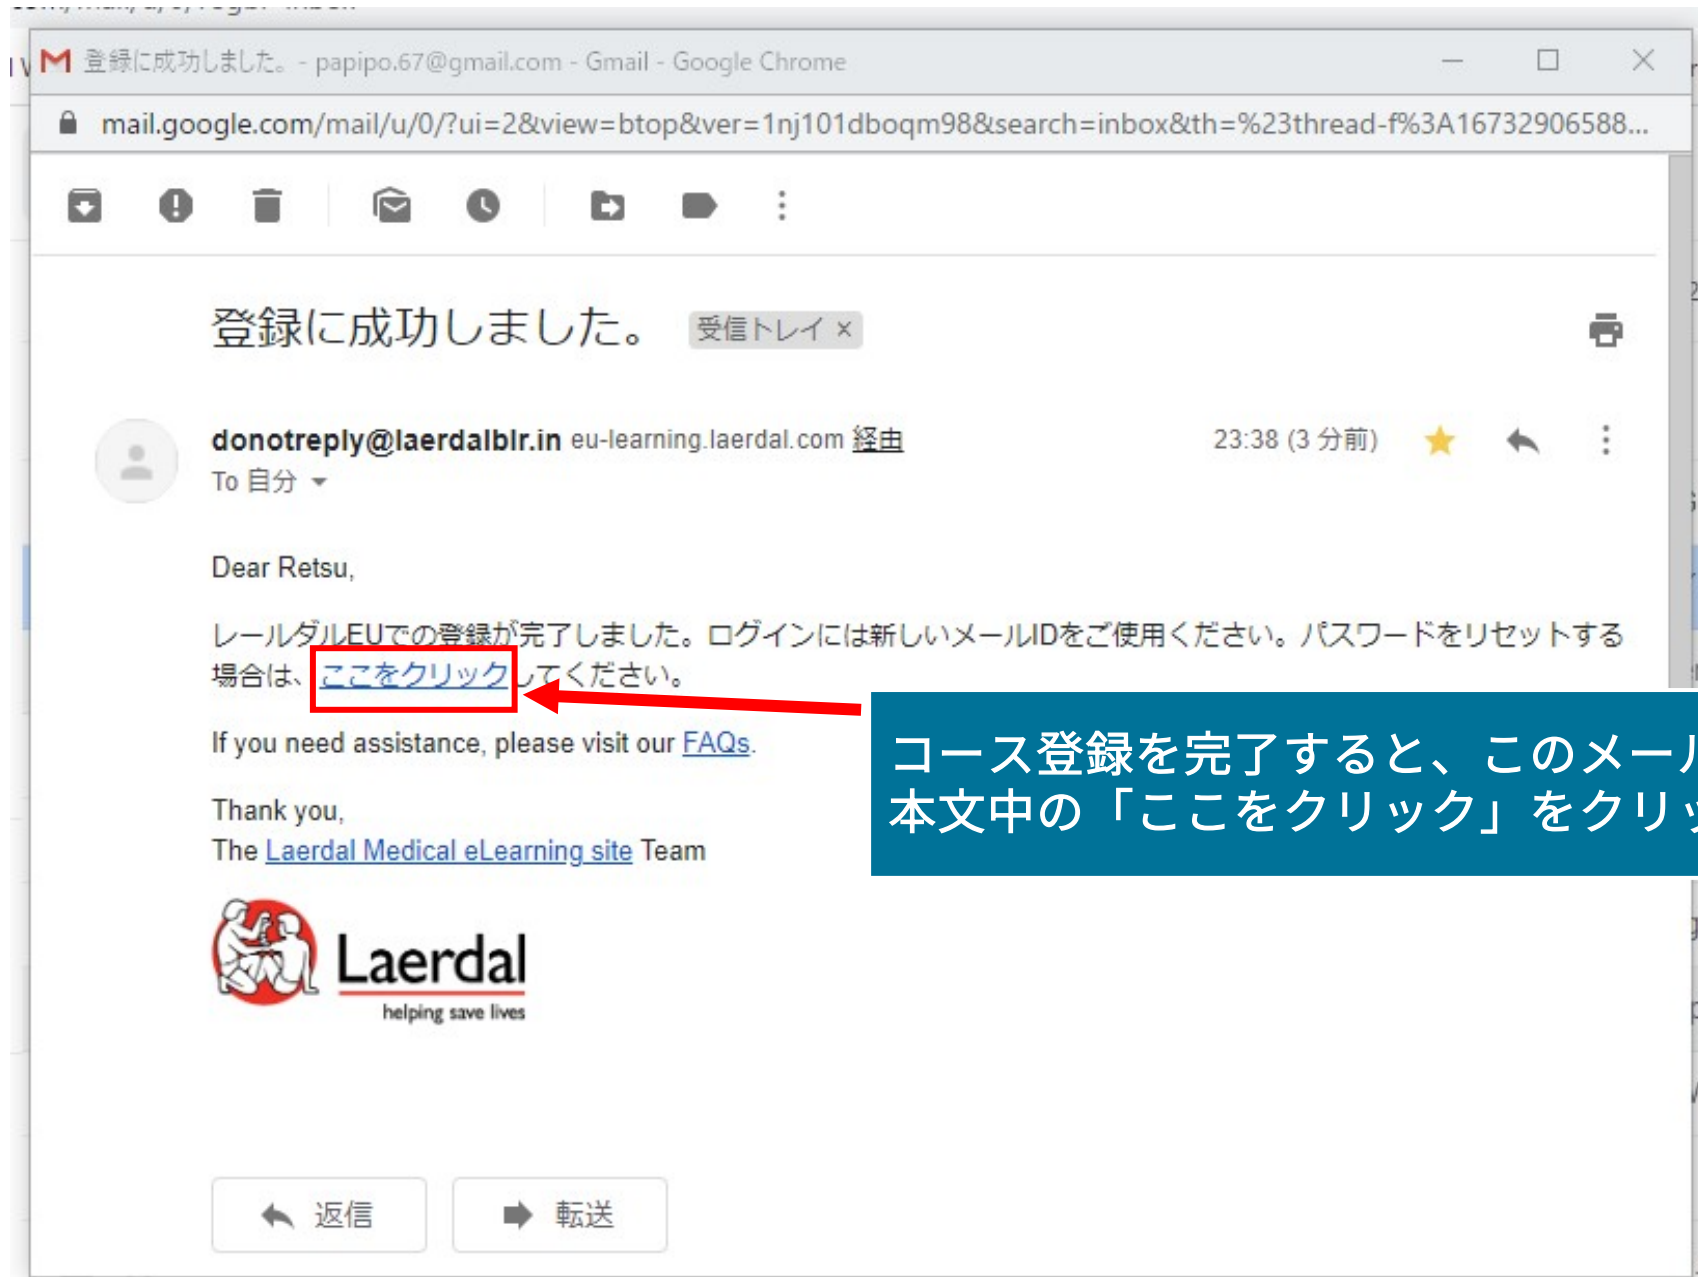 登録に成功しました。 - papipo.67@gmail.com - Gmail - Google Chrome
mail.google.com/mail/u/0/?ui=2&view=btop&ver=1nj101dboqm98&search=inbox&th=%23thread-f%3A16732906588...
登録に成功しました。 受信トレイ ×
donotreply@laerdalblr.in eu-learning.laerdal.com 経由 23:38 (3 分前)
To 自分
Dear Retsu,
レールダルEUでの登録が完了しました。ログインには新しいメールIDをご使用ください。パスワードをリセットする
場合は、ここをクリックしてください。
If you need assistance, please visit our FAQs.
コース登録を完了すると、このメール
本文中の「ここをクリック」をクリッ
Thank you,
The Laerdal Medical eLearning site Team
Laerdal
helping save lives
返信 転送